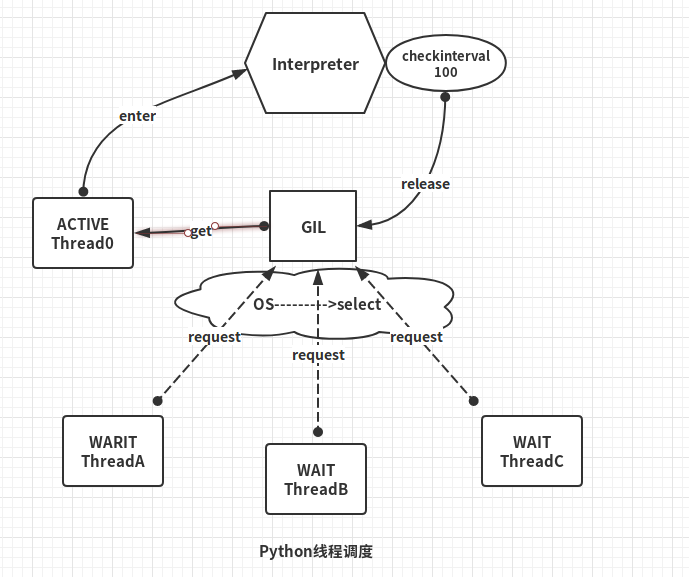 Interpreter
checkinterval
100
enter
release
ACTIVE
Thread0
get
GIL
OS---------->select
request
request
request
WARIT
ThreadA
WAIT
ThreadB
WAIT
ThreadC
Python线程调度